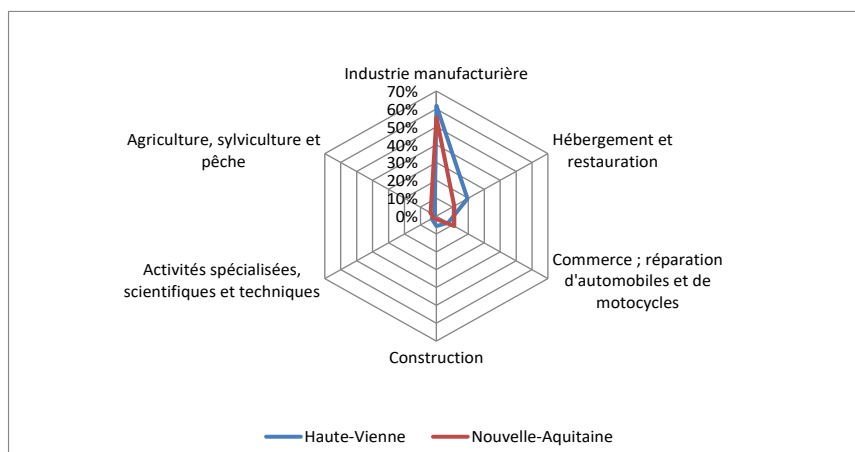 Industrie manufacturière
70%
60%
50%
40%
30%
20%
10%
0%
Hébergement et
restauration
Commerce ; réparation
d'automobiles et de
motocycles
Construction
Activités spécialisées,
scientifiques et techniques
Agriculture, sylviculture et
pêche
Haute-Vienne
Nouvelle-Aquitaine